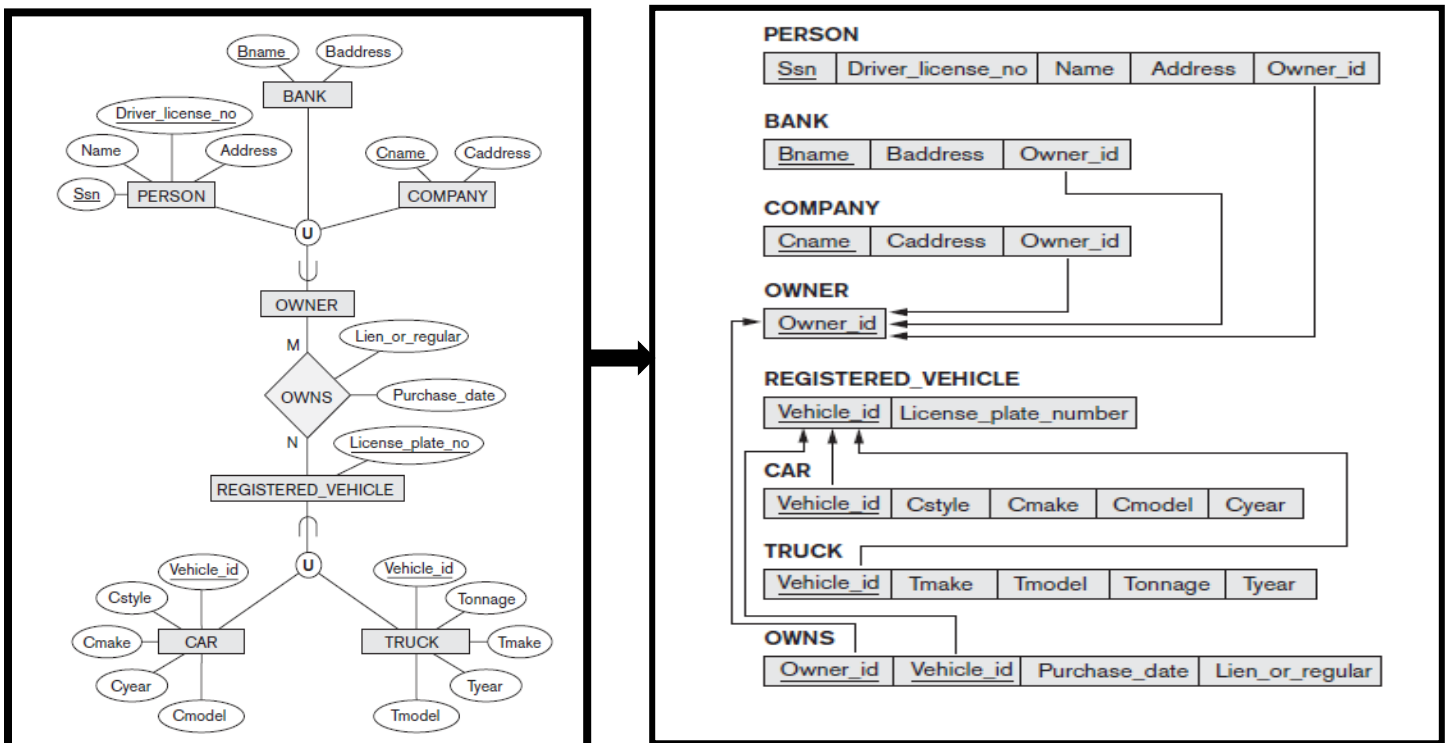 Bname Baddress
BANK
Driver_license_no
Name Address
Cname Caddress
Ssn PERSON COMPANY
U
OWNER
M Lien_or_regular
OWNS Purchase_date
N License_plate_no
REGISTERED_VEHICLE
U
Vehicle_id Vehicle_id
Cstyle Tonnage
Cmake CAR TRUCK Tmake
Cyear Tyear
Cmodel Tmodel
PERSON
Ssn Driver_license_no Name Address Owner_id
BANK
Bname Baddress Owner_id
COMPANY
Cname Caddress Owner_id
OWNER
Owner_id
REGISTERED_VEHICLE
Vehicle_id License_plate_number
CAR
Vehicle_id Cstyle Cmake Cmodel Cyear
TRUCK
Vehicle_id Tmake Tmodel Tonnage Tyear
OWNS
Owner_id Vehicle_id Purchase_date Lien_or_regular